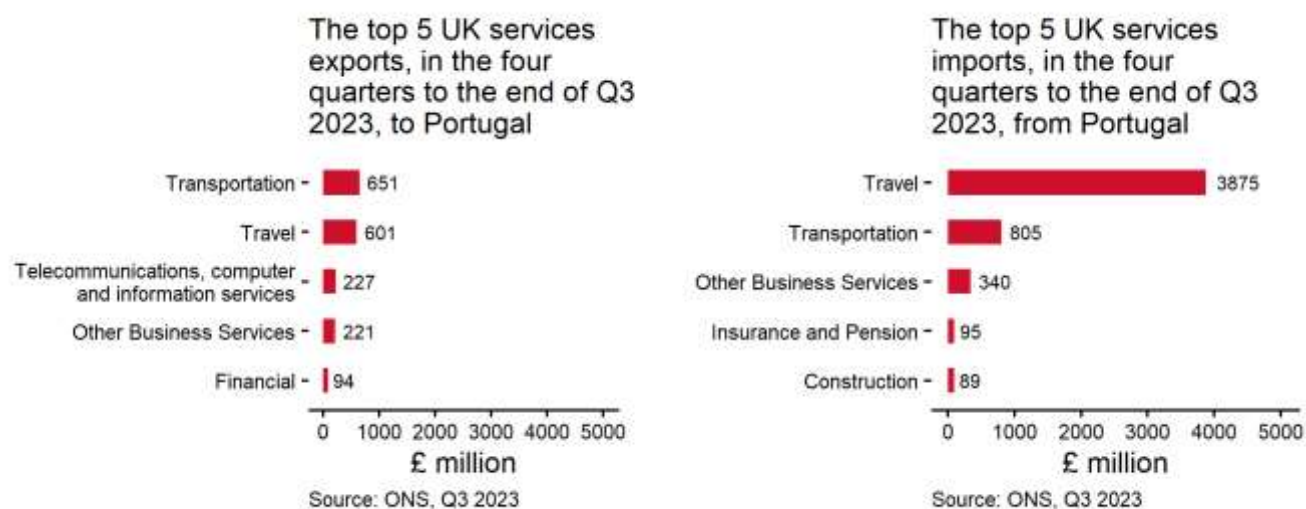 The top 5 UK services
exports, in the four
quarters to the end of Q3
2023, to Portugal
Transportation
651
Travel
601
Telecommunications, computer
and information services
227
Other Business Services
221
Financial
94
0 1000 2000 3000 4000 5000
£ million
Source: ONS, Q3 2023
The top 5 UK services
imports, in the four
quarters to the end of Q3
2023, from Portugal
Travel
3875
Transportation
805
Other Business Services
340
Insurance and Pension
95
Construction
89
0 1000 2000 3000 4000 5000
£ million
Source: ONS, Q3 2023